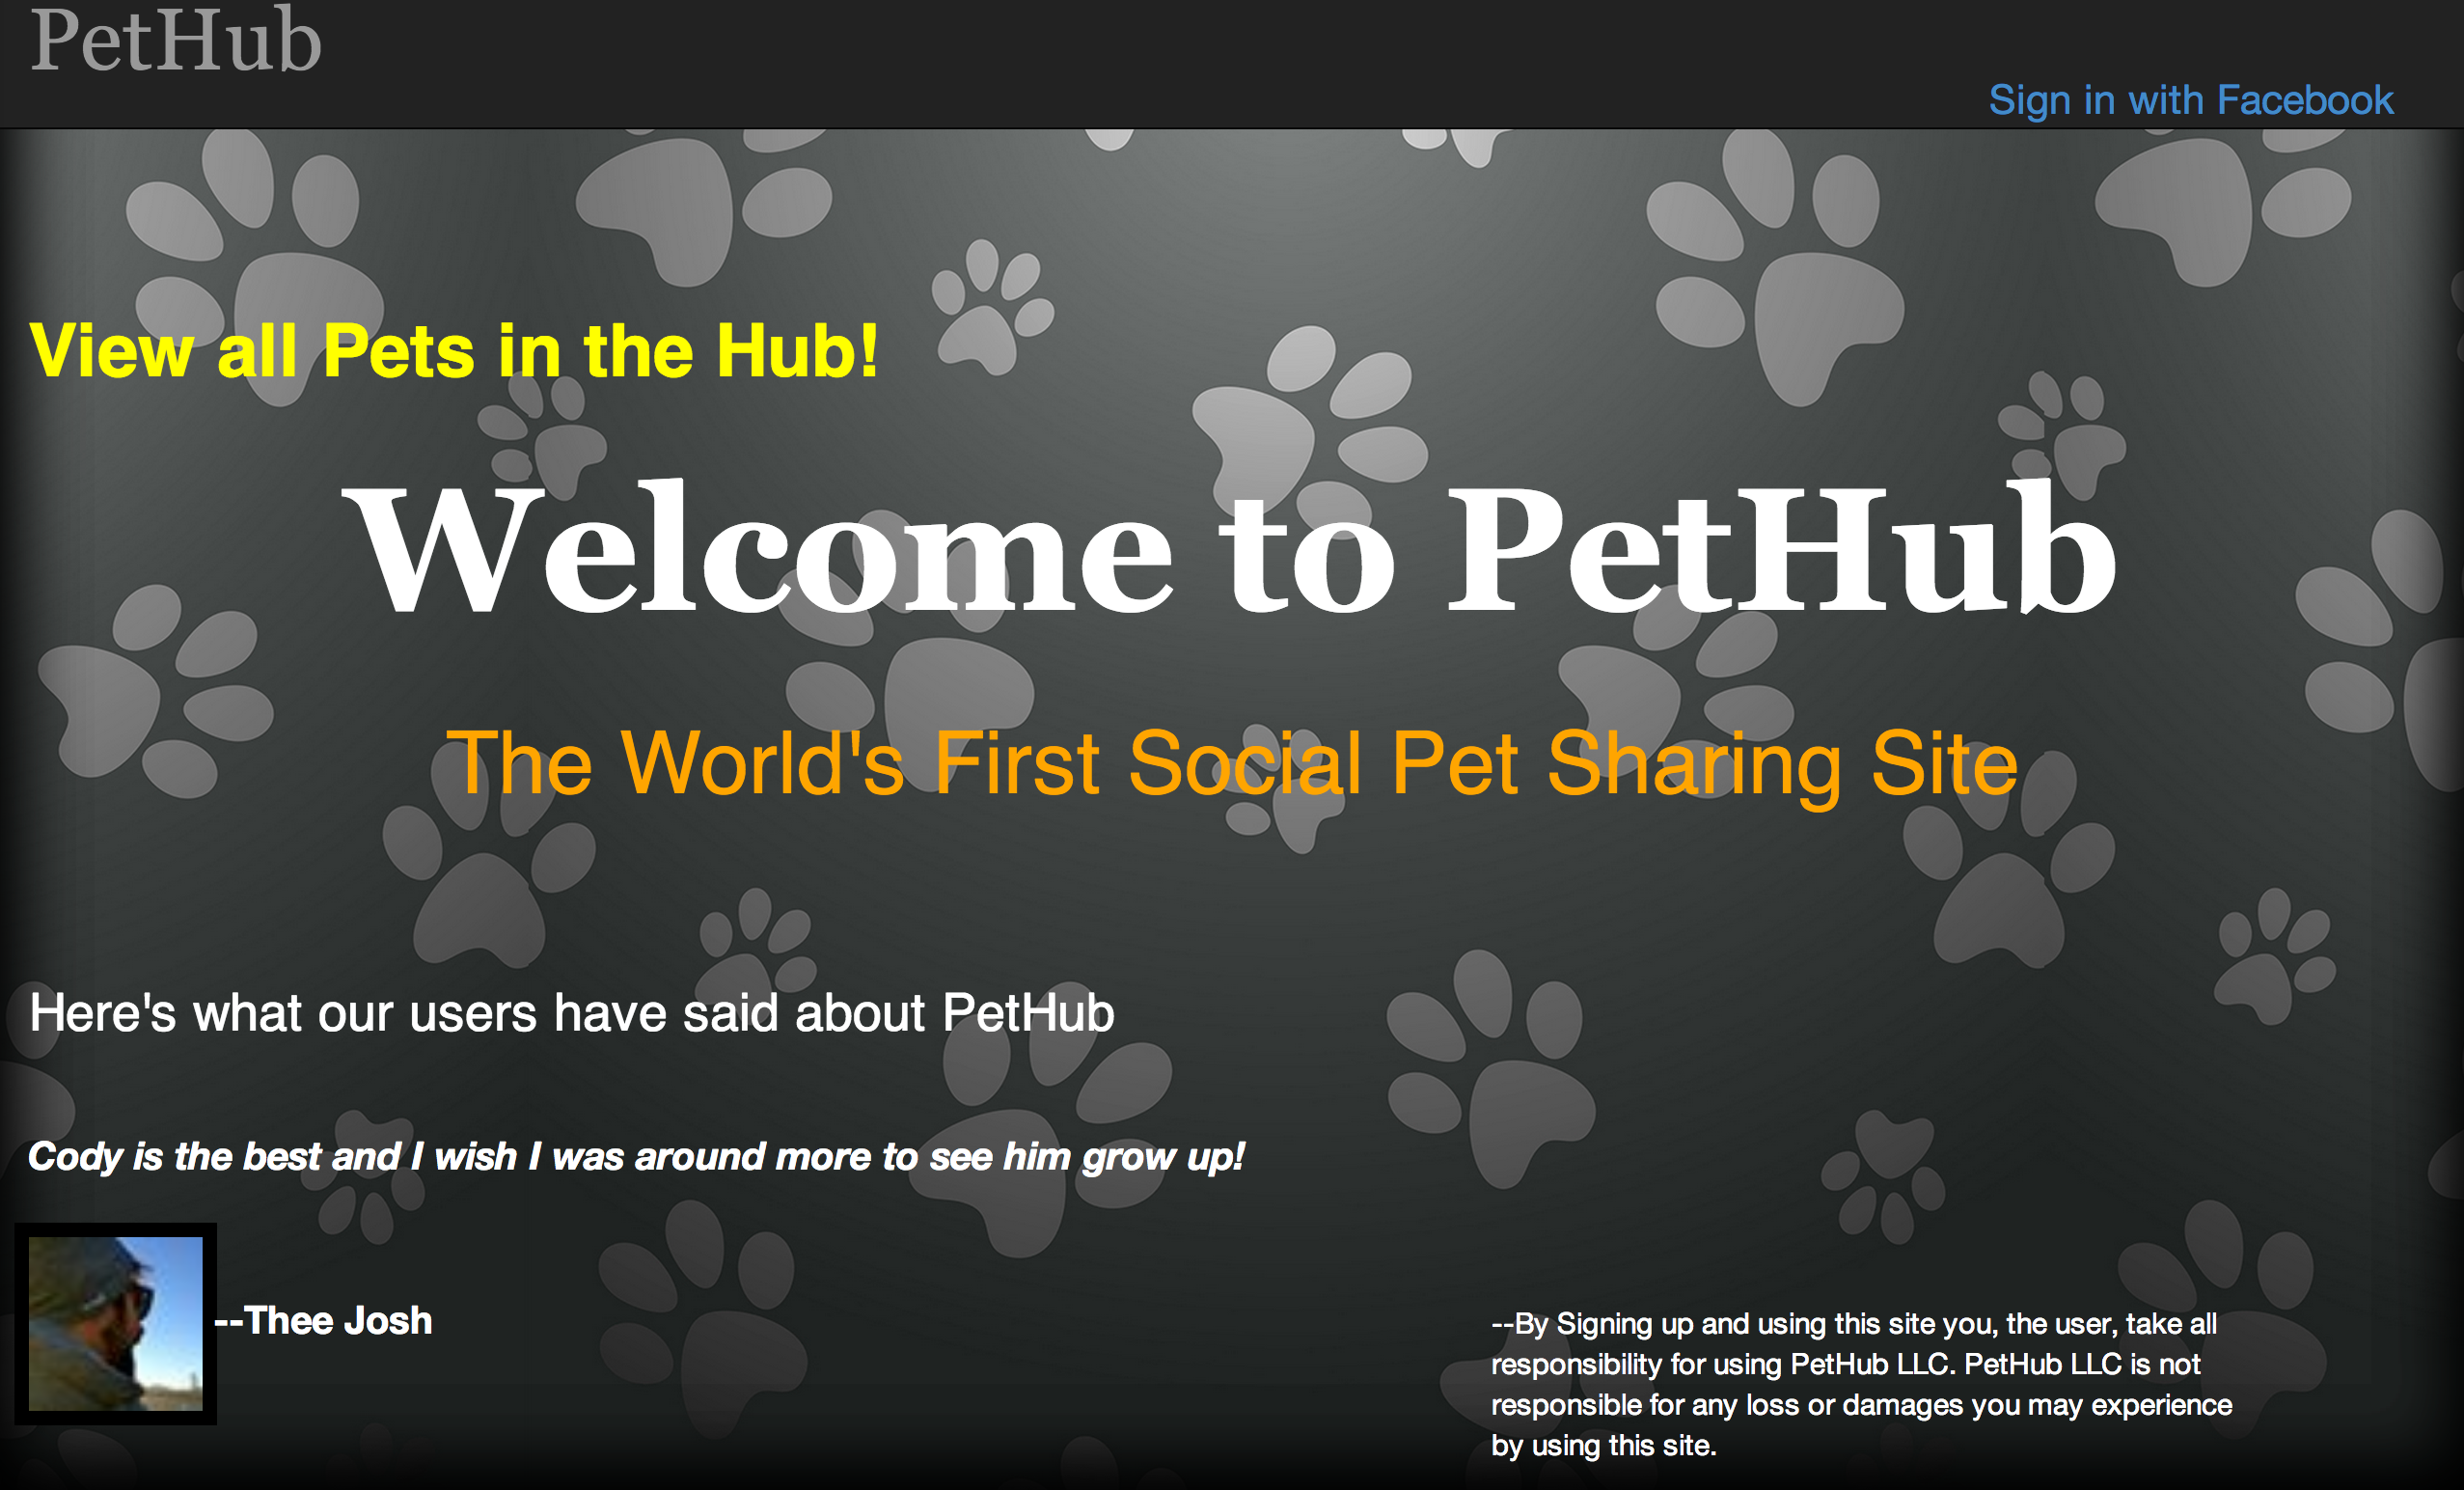 PetHub
Sign in with Facebook
View all Pets in the Hub!
Welcome to PetHub
The World's First Social Pet Sharing Site
Here's what our users have said about PetHub
Cody is the best and I wish I was around more to see him grow up!
--Thee Josh
--By Signing up and using this site you, the user, take all
responsibility for using PetHub LLC. PetHub LLC is not
responsible for any loss or damages you may experience
by using this site.